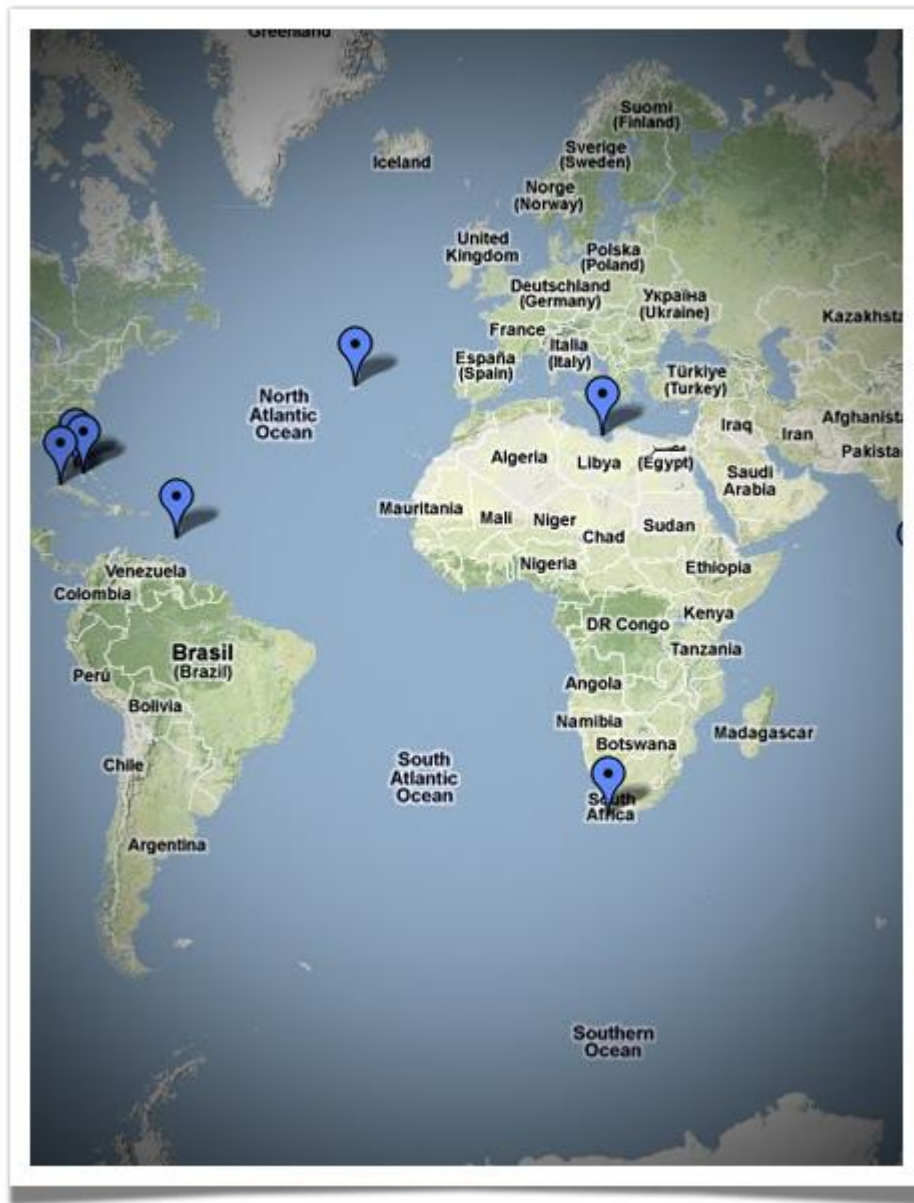 Greenland
Iceland
Suomi
(Finland)
Sverige
(Sweden)
Norge
(Norway)
United
Kingdom
Polska
(Poland)
Deutschland
(Germany)
Україна
(Ukraine)
Kazakhsta
France
Italia
(Italy)
España
(Spain)
Türkiye
(Turkey)
North
Atlantic
Ocean
Iraq
Iran
Afghanista
Pakista
Algeria
Libya
(Egypt)
Saudi
Arabia
Mauritania
Mali
Niger
Chad
Sudan
Nigeria
Ethiopia
Venezuela
Colombia
DR Congo
Kenya
Tanzania
Brasil
(Brazil)
Perú
Angola
Bolivia
Namibia
Botswana
Madagascar
Chile
South
Atlantic
Ocean
South
Africa
Argentina
Southern
Ocean